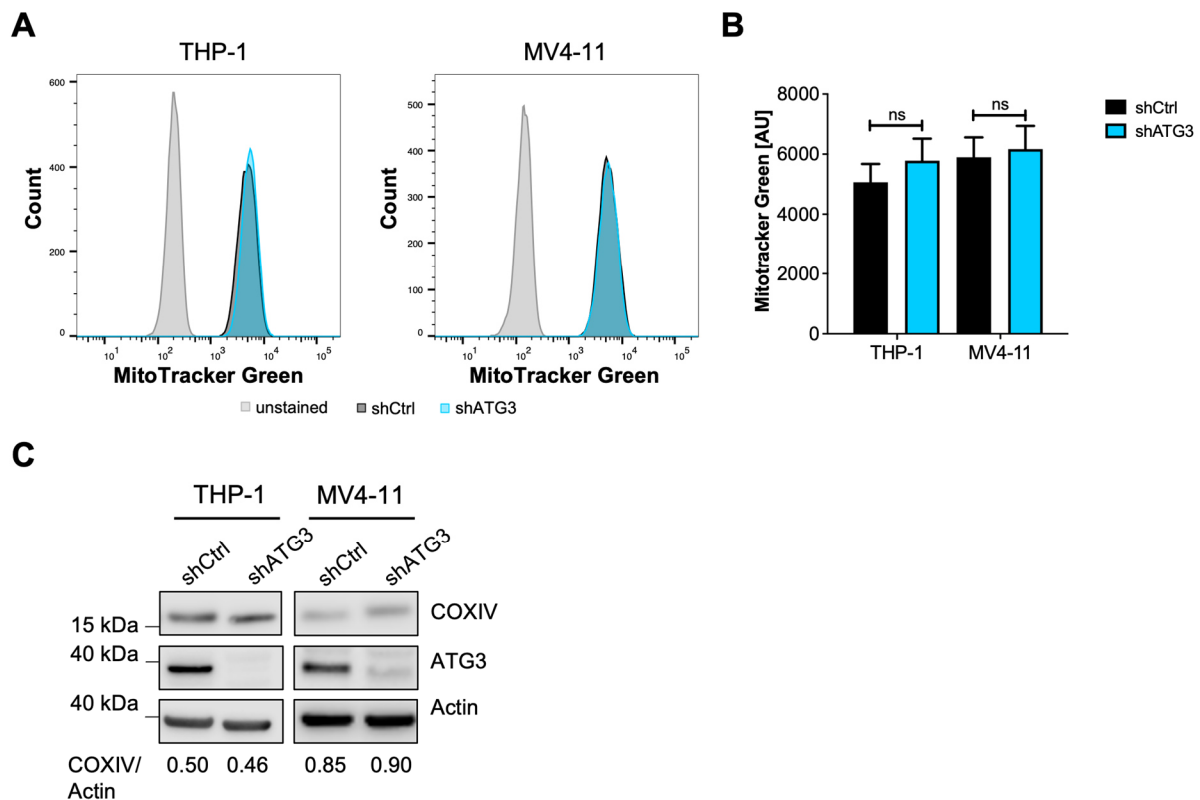 A
THP-1
MV4-11
Count
600
400
200
0
10^1 10^2 10^3 10^4 10^5
MitoTracker Green
Count
500
400
300
200
100
0
10^1 10^2 10^3 10^4 10^5
MitoTracker Green
unstained shCtrl shATG3
B
Mitotracker Green [AU]
8000
6000
4000
2000
0
ns
ns
THP-1 MV4-11
shCtrl
shATG3
C
THP-1 MV4-11
shCtrl shATG3 shCtrl shATG3
15 kDa COXIV
40 kDa ATG3
40 kDa Actin
COXIV/ 0.50 0.46 0.85 0.90
Actin